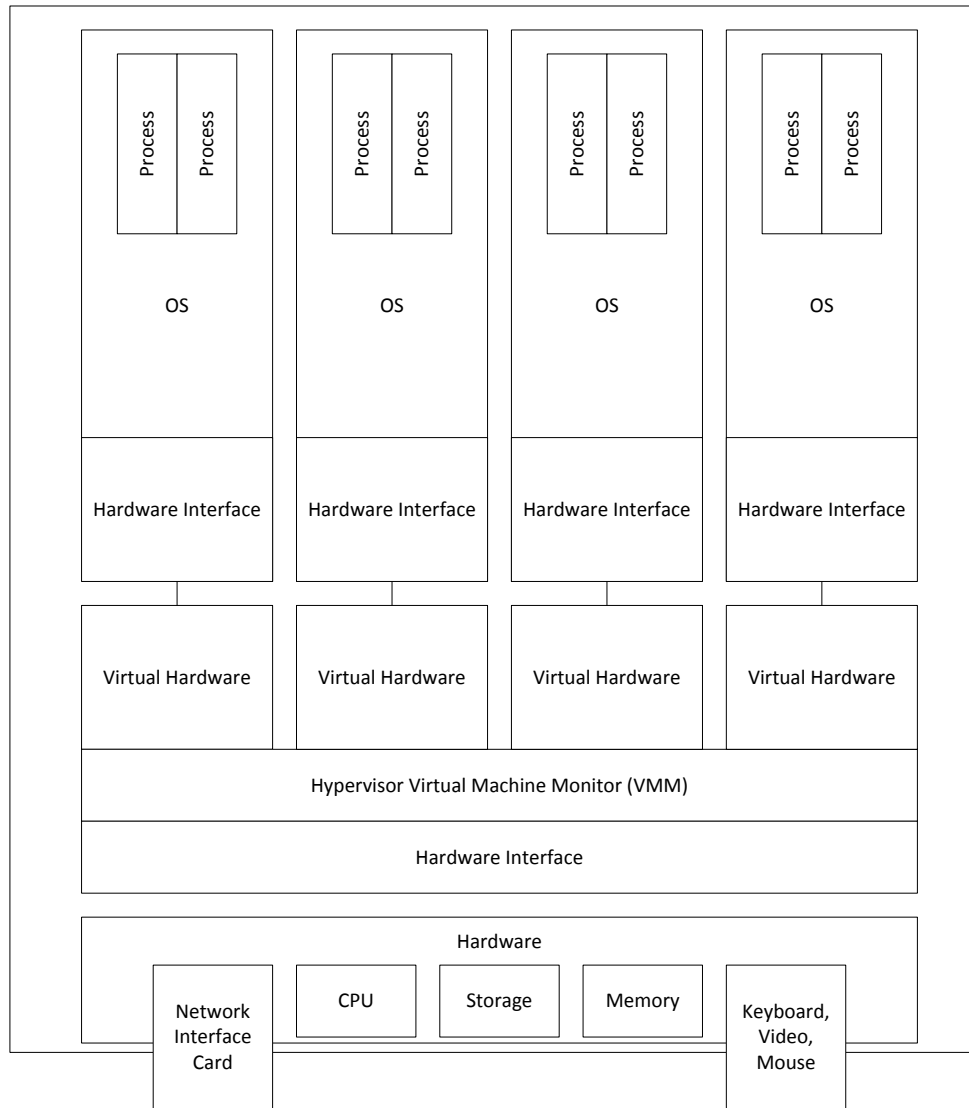 Process
Process
Process
Process
Process
Process
Process
Process
OS
OS
OS
OS
Hardware Interface
Hardware Interface
Hardware Interface
Hardware Interface
Virtual Hardware
Virtual Hardware
Virtual Hardware
Virtual Hardware
Hypervisor Virtual Machine Monitor (VMM)
Hardware Interface
Hardware
Network
Interface
Card
CPU
Storage
Memory
Keyboard,
Video,
Mouse